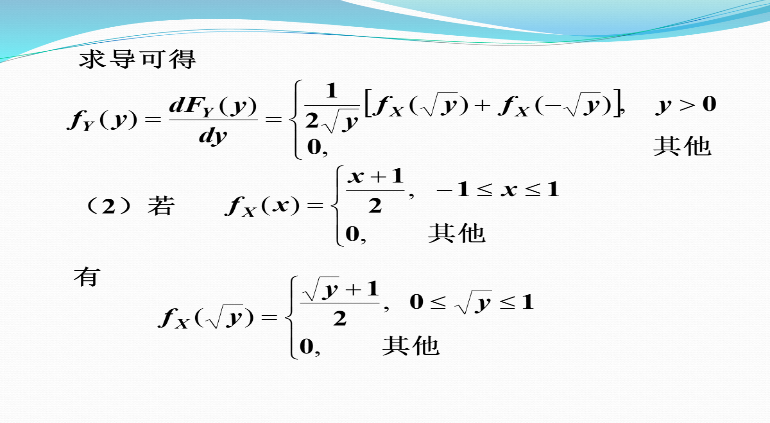 求导可得
f_Y(y) = dF_Y(y)/dy = { 1/(2√y) [f_X(√y) + f_X(−√y)], y > 0
0, 其他
（2）若 f_X(x) = { (x+1)/2, −1 ≤ x ≤ 1
0, 其他
有
f_X(√y) = { (√y+1)/2, 0 ≤ √y ≤ 1
0, 其他